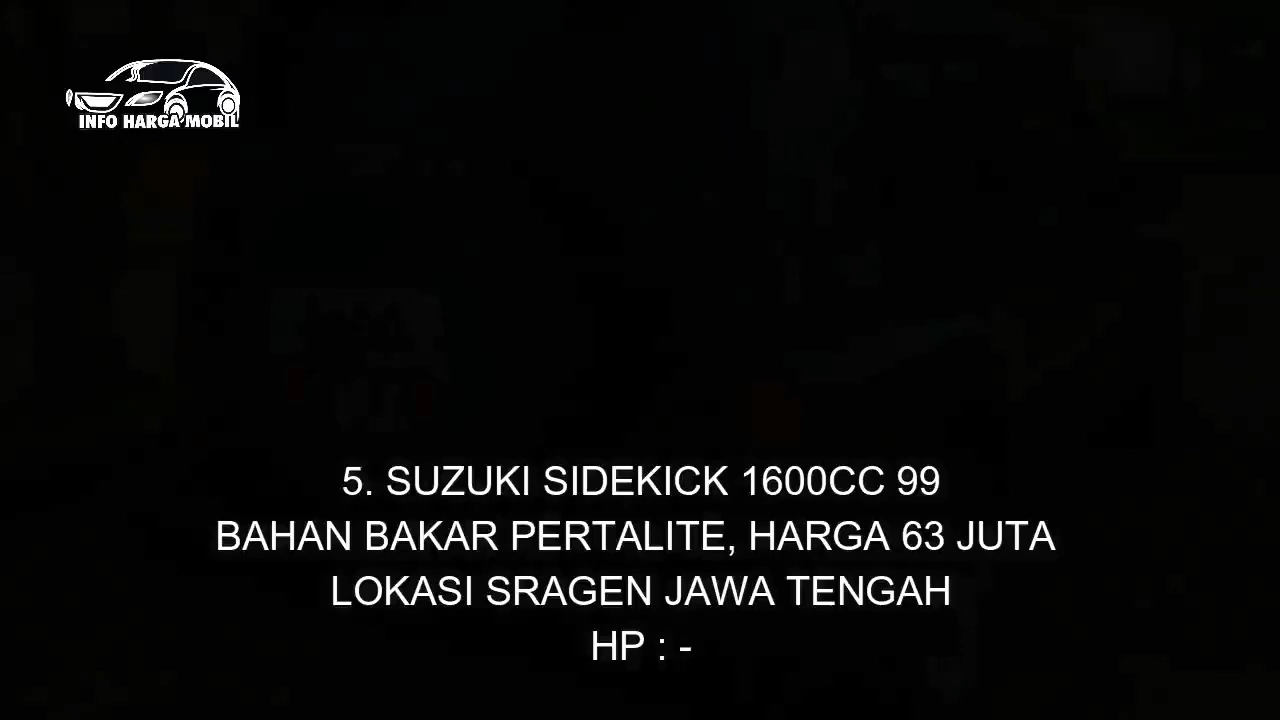 INFO HARGA MOBIL
5. SUZUKI SIDEKICK 1600CC 99
BAHAN BAKAR PERTALITE, HARGA 63 JUTA
LOKASI SRAGEN JAWA TENGAH
HP : -